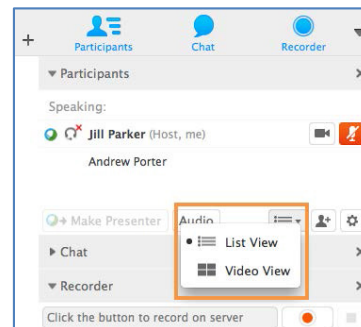 Participants Chat Recorder
Participants
Speaking:
Jill Parker (Host, me)
Andrew Porter
Make Presenter Audio
List View
Chat
Video View
Recorder
Click the button to record on server